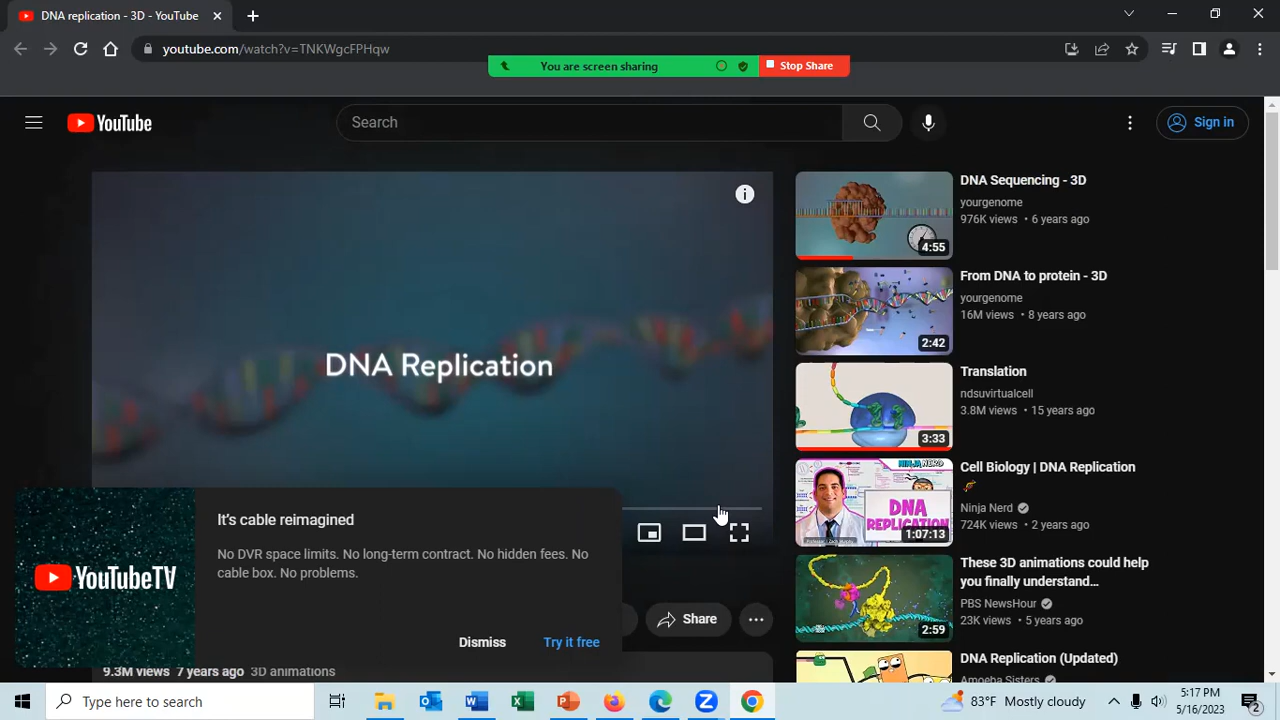 DNA replication - 3D - YouTube
youtube.com/watch?v=TNKWgcFPHqw
You are screen sharing
Stop Share
YouTube
Search
Sign in
DNA Replication
It's cable reimagined
No DVR space limits. No long-term contract. No hidden fees. No
cable box. No problems.
YouTubeTV
Dismiss
Try it free
Share
9.3M views 7 years ago 3D animations
DNA Sequencing - 3D
yourgenome
976K views • 6 years ago
4:55
From DNA to protein - 3D
yourgenome
16M views • 8 years ago
2:42
Translation
ndsuvirtualcell
3.8M views • 15 years ago
3:33
Cell Biology | DNA Replication
Ninja Nerd
724K views • 2 years ago
NINJA NERD
DNA
REPLICATION
1:07:13
These 3D animations could help
you finally understand...
PBS NewsHour
23K views • 5 years ago
2:59
DNA Replication (Updated)
Amoeba Sisters
Type here to search
83°F Mostly cloudy
5:17 PM
5/16/2023
2